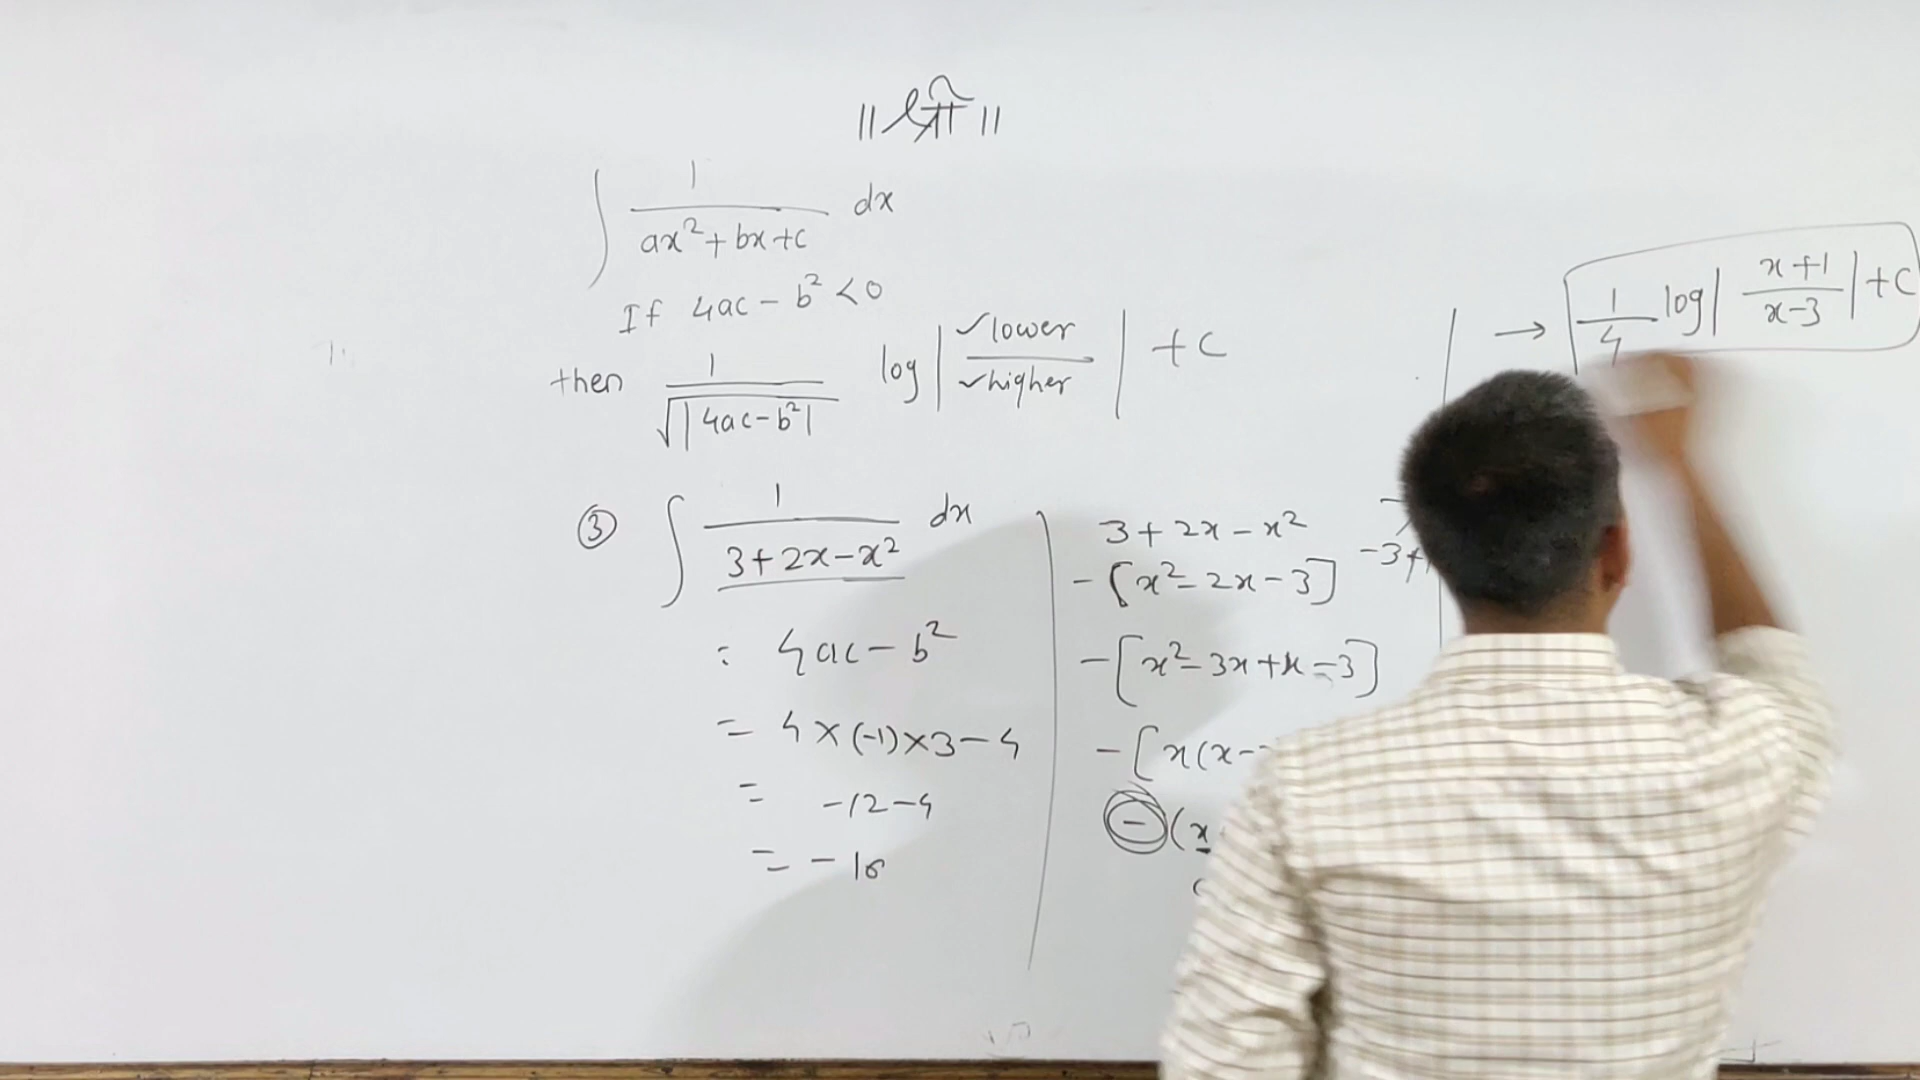 ॥ श्री ॥
∫ 1/(ax²+bx+c) dx
If 4ac-b² <0
then 1/√|4ac-b²| log| ✓lower/✓higher | +C
→ 1/4 log| x+1/x-3 |+C
③ ∫ 1/(3+2x-x²) dx
: 4ac-b²
= 4×(-1)×3-4
= -12-4
= -16
3+2x-x²
-[x²-2x-3]
-[x²-3x+x-3]
-[x(x-
-(x
-3+